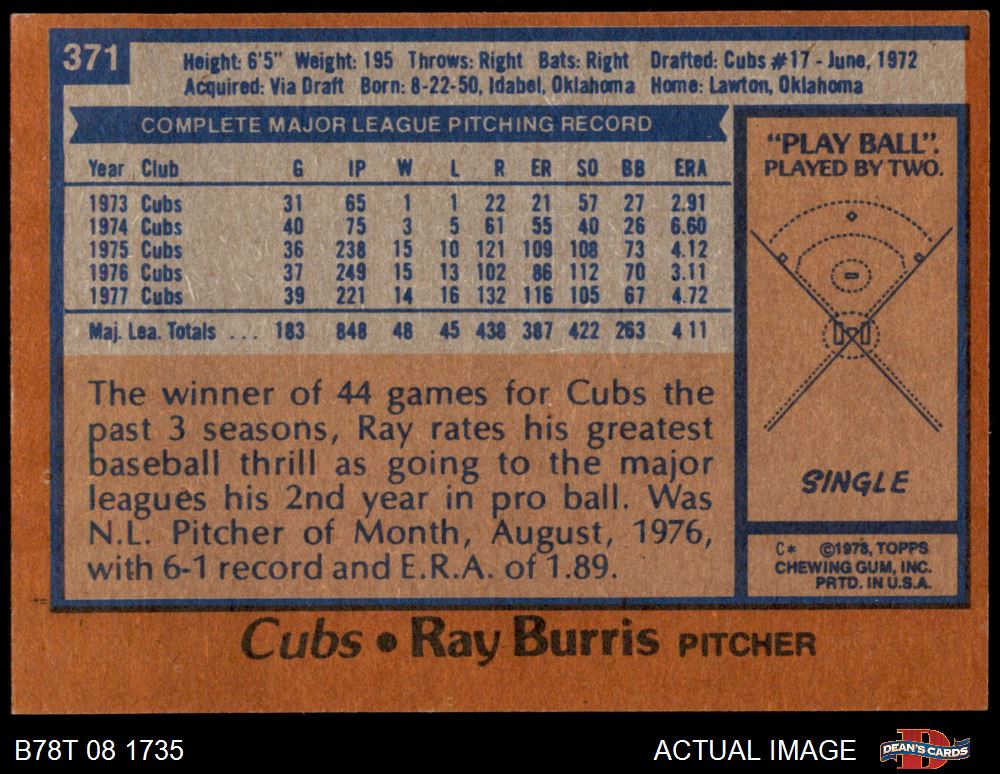 371
Height: 6'5" Weight: 195 Throws: Right Bats: Right Drafted: Cubs #17 - June, 1972
Acquired: Via Draft Born: 8-22-50, Idabel, Oklahoma Home: Lawton, Oklahoma
COMPLETE MAJOR LEAGUE PITCHING RECORD
Year Club G IP W L R ER SO BB ERA
1973 Cubs 31 65 1 1 22 21 57 27 2.91
1974 Cubs 40 75 3 5 61 55 40 26 6.60
1975 Cubs 36 238 15 10 121 109 108 73 4.12
1976 Cubs 37 249 15 13 102 86 112 70 3.11
1977 Cubs 39 221 14 16 132 116 105 67 4.72
Maj. Lea. Totals ... 183 848 48 45 438 387 422 263 4 11
The winner of 44 games for Cubs the
past 3 seasons, Ray rates his greatest
baseball thrill as going to the major
leagues his 2nd year in pro ball. Was
N.L. Pitcher of Month, August, 1976,
with 6-1 record and E.R.A. of 1.89.
"PLAY BALL".
PLAYED BY TWO.
SINGLE
C* ©1978, TOPPS
CHEWING GUM, INC.
PRTD. IN U.S.A.
Cubs • Ray Burris PITCHER
B78T 08 1735
ACTUAL IMAGE
DEAN'S CARDS